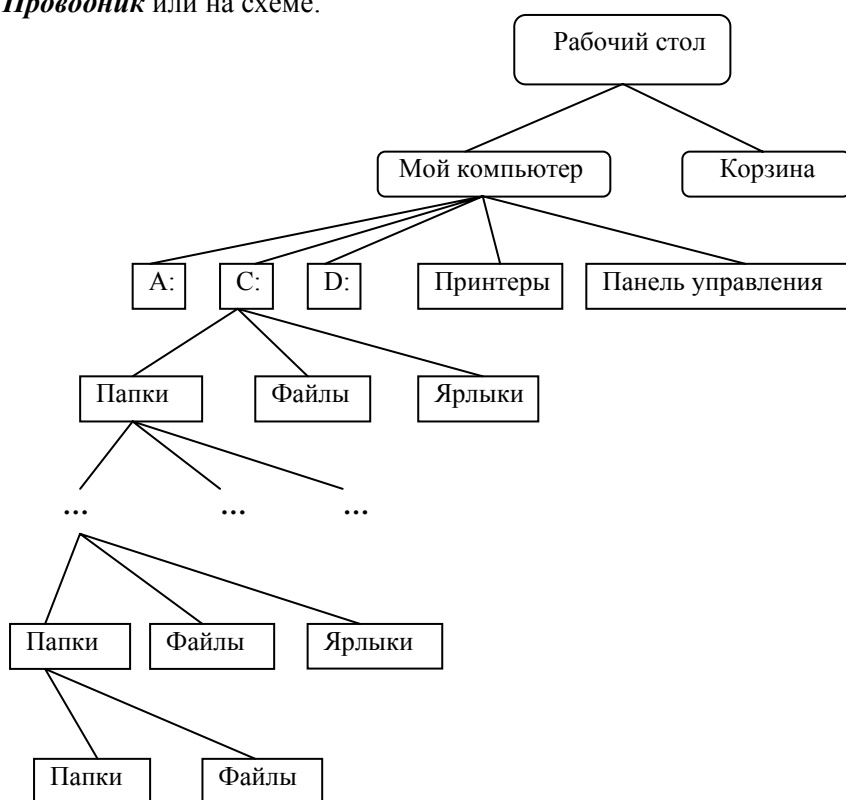 Проводник или на схеме.
Рабочий стол
Мой компьютер Корзина
A: C: D: Принтеры Панель управления
Папки Файлы Ярлыки
... ... ...
Папки Файлы Ярлыки
Папки Файлы